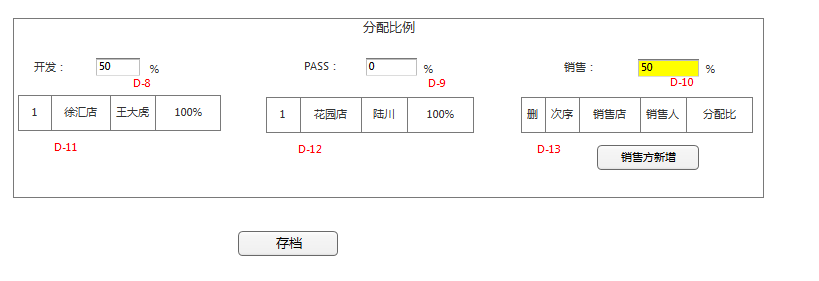 分配比例
开发： 50 % PASS： 0 % 销售： 50 %
D-8 D-9 D-10
1 徐汇店 王大虎 100% 1 花园店 陆川 100% 删 次序 销售店 销售人 分配比
D-11 D-12 D-13
销售方新增
存档